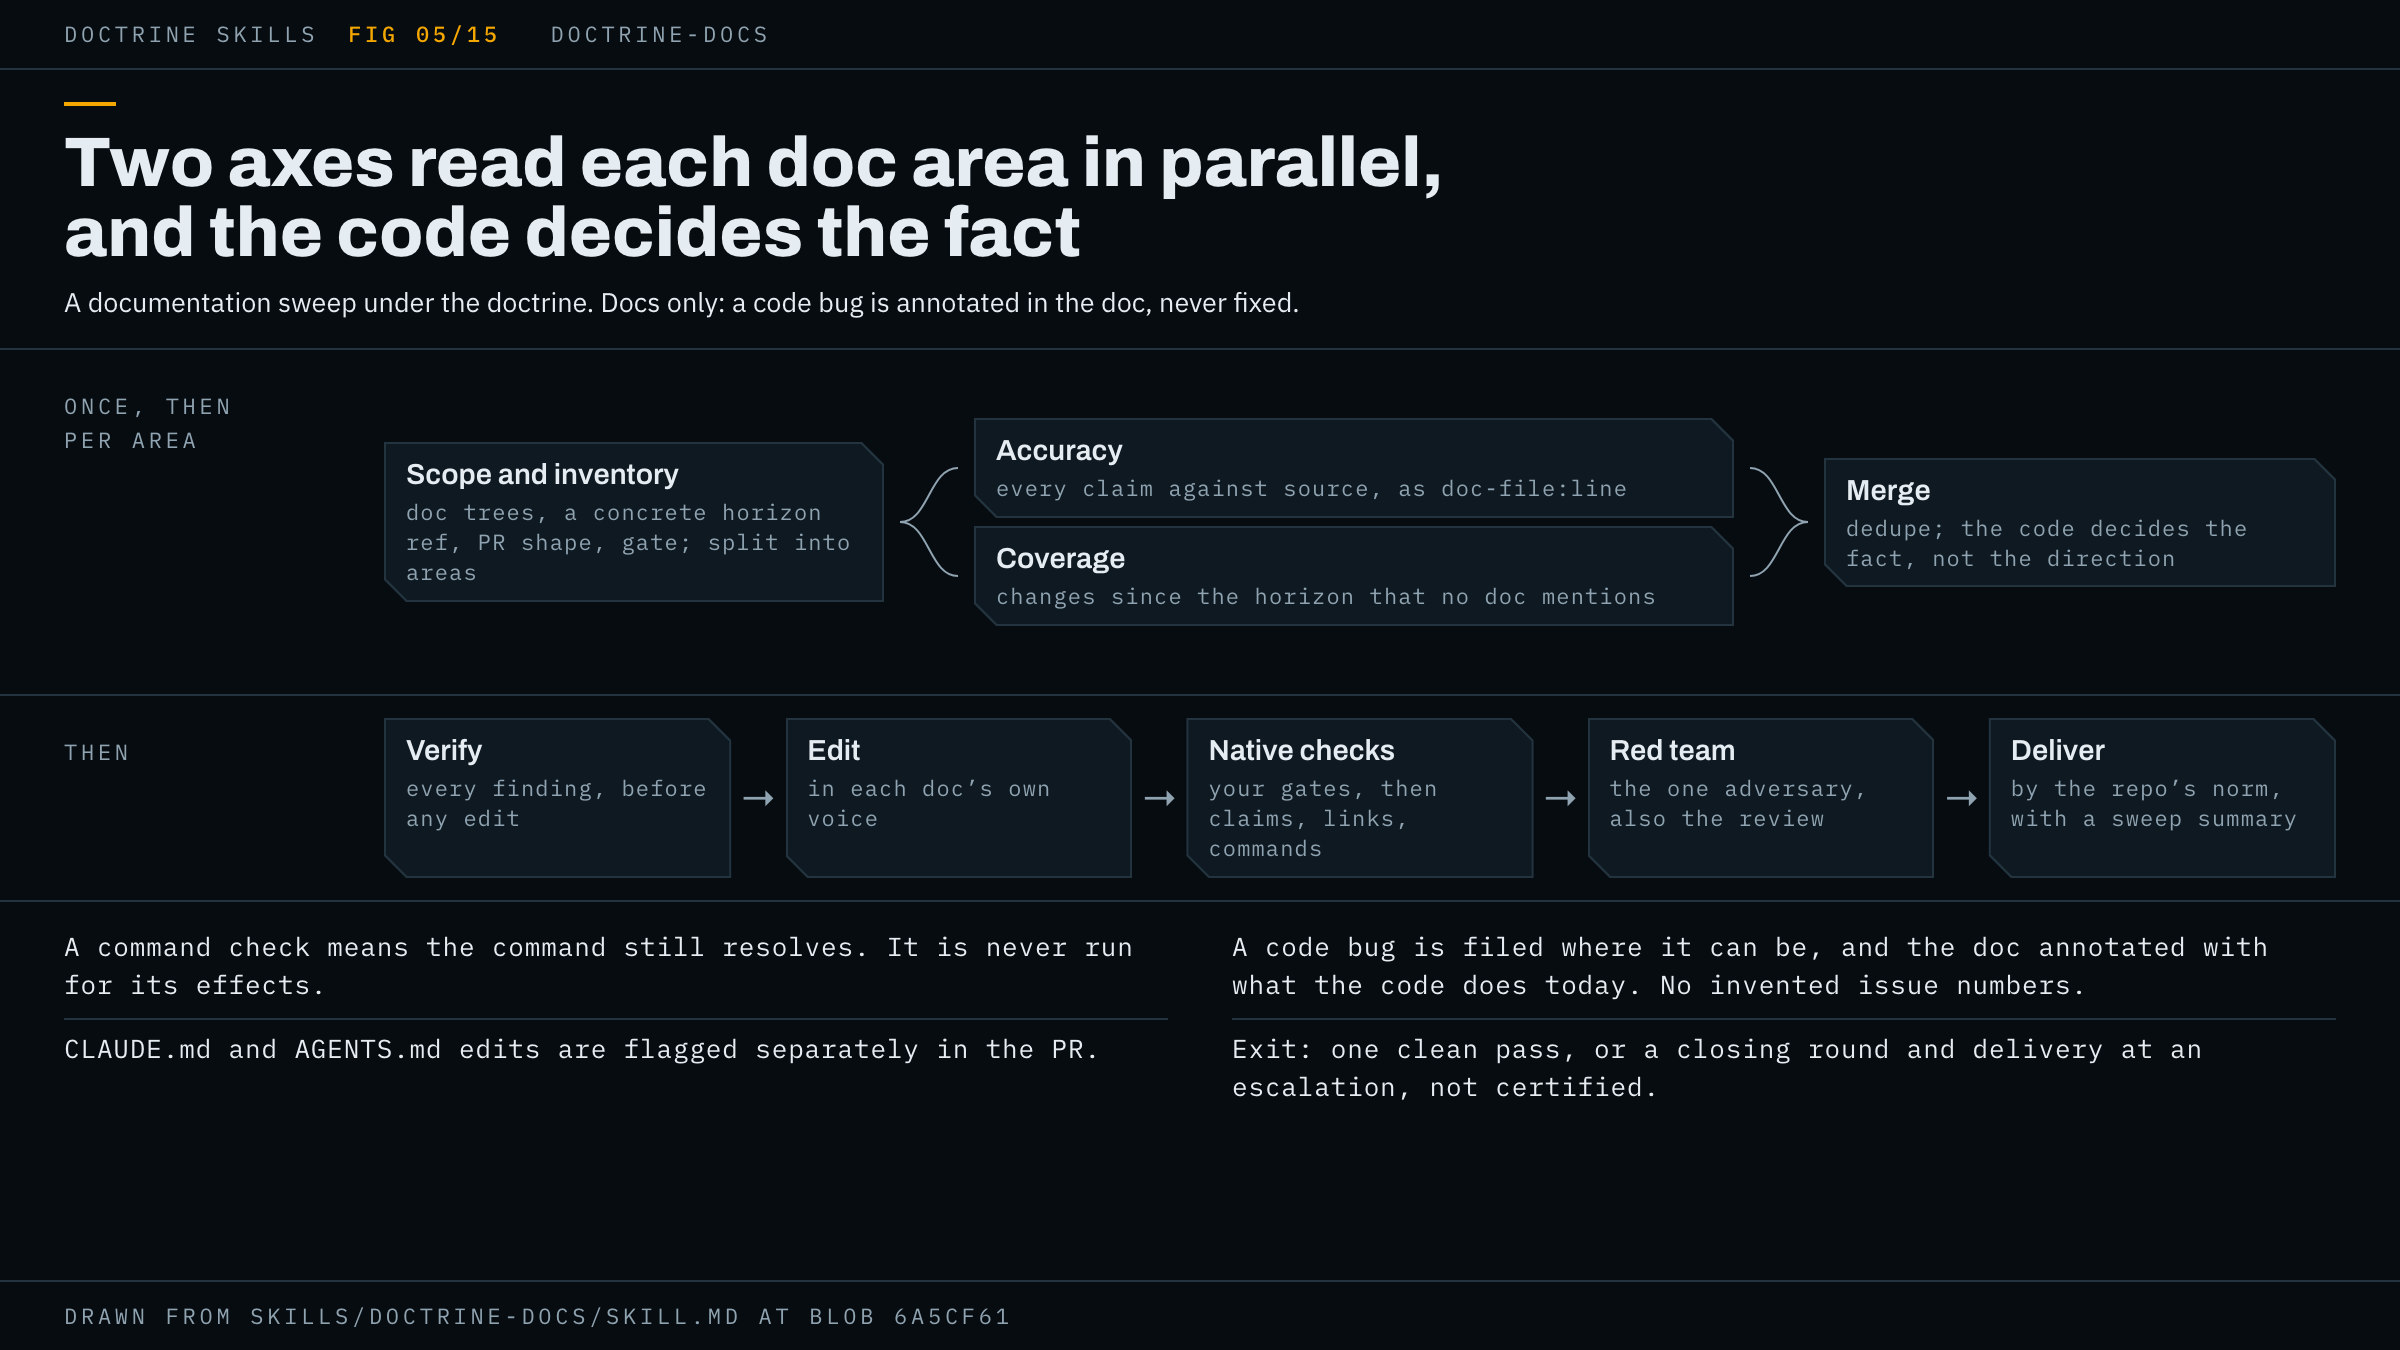 DOCTRINE SKILLS FIG 05/15 DOCTRINE-DOCS
Two axes read each doc area in parallel,
and the code decides the fact
A documentation sweep under the doctrine. Docs only: a code bug is annotated in the doc, never fixed.
ONCE, THEN
PER AREA
Scope and inventory
doc trees, a concrete horizon
ref, PR shape, gate; split into
areas
Accuracy
every claim against source, as doc-file:line
Coverage
changes since the horizon that no doc mentions
Merge
dedupe; the code decides the
fact, not the direction
THEN
Verify
every finding, before
any edit
Edit
in each doc’s own
voice
Native checks
your gates, then
claims, links,
commands
Red team
the one adversary,
also the review
Deliver
by the repo’s norm,
with a sweep summary
A command check means the command still resolves. It is never run
for its effects.
CLAUDE.md and AGENTS.md edits are flagged separately in the PR.
A code bug is filed where it can be, and the doc annotated with
what the code does today. No invented issue numbers.
Exit: one clean pass, or a closing round and delivery at an
escalation, not certified.
DRAWN FROM SKILLS/DOCTRINE-DOCS/SKILL.MD AT BLOB 6A5CF61